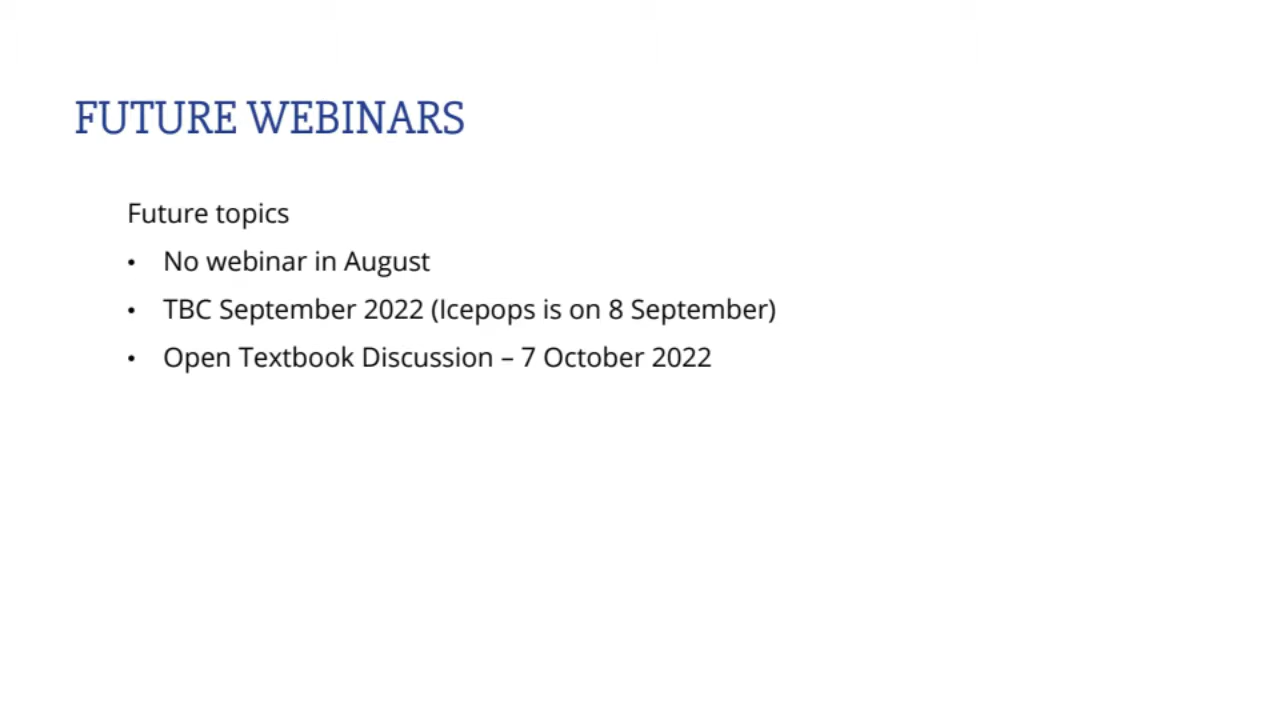 FUTURE WEBINARS
Future topics
• No webinar in August
• TBC September 2022 (Icepops is on 8 September)
• Open Textbook Discussion – 7 October 2022